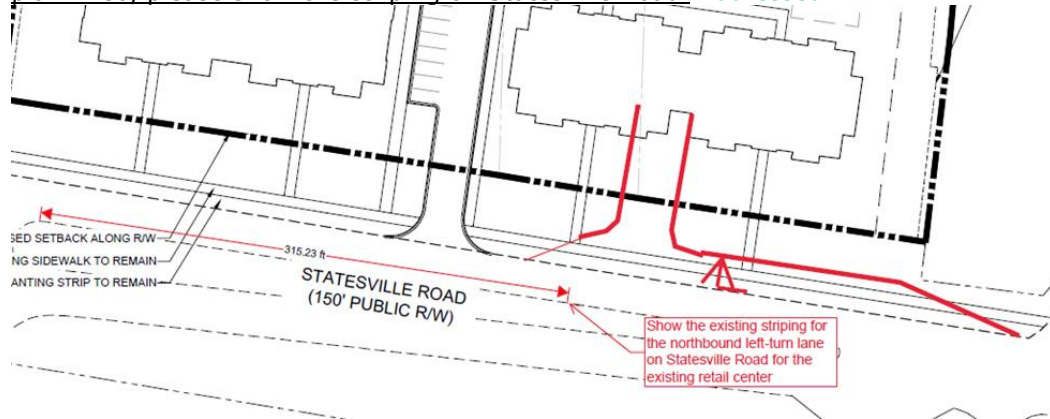 SED SETBACK ALONG R/W
NG SIDEWALK TO REMAIN
ANTING STRIP TO REMAIN
315.23 ft
STATESVILLE ROAD
(150' PUBLIC R/W)
Show the existing striping for
the northbound left-turn lane
on Statesville Road for the
existing retail center